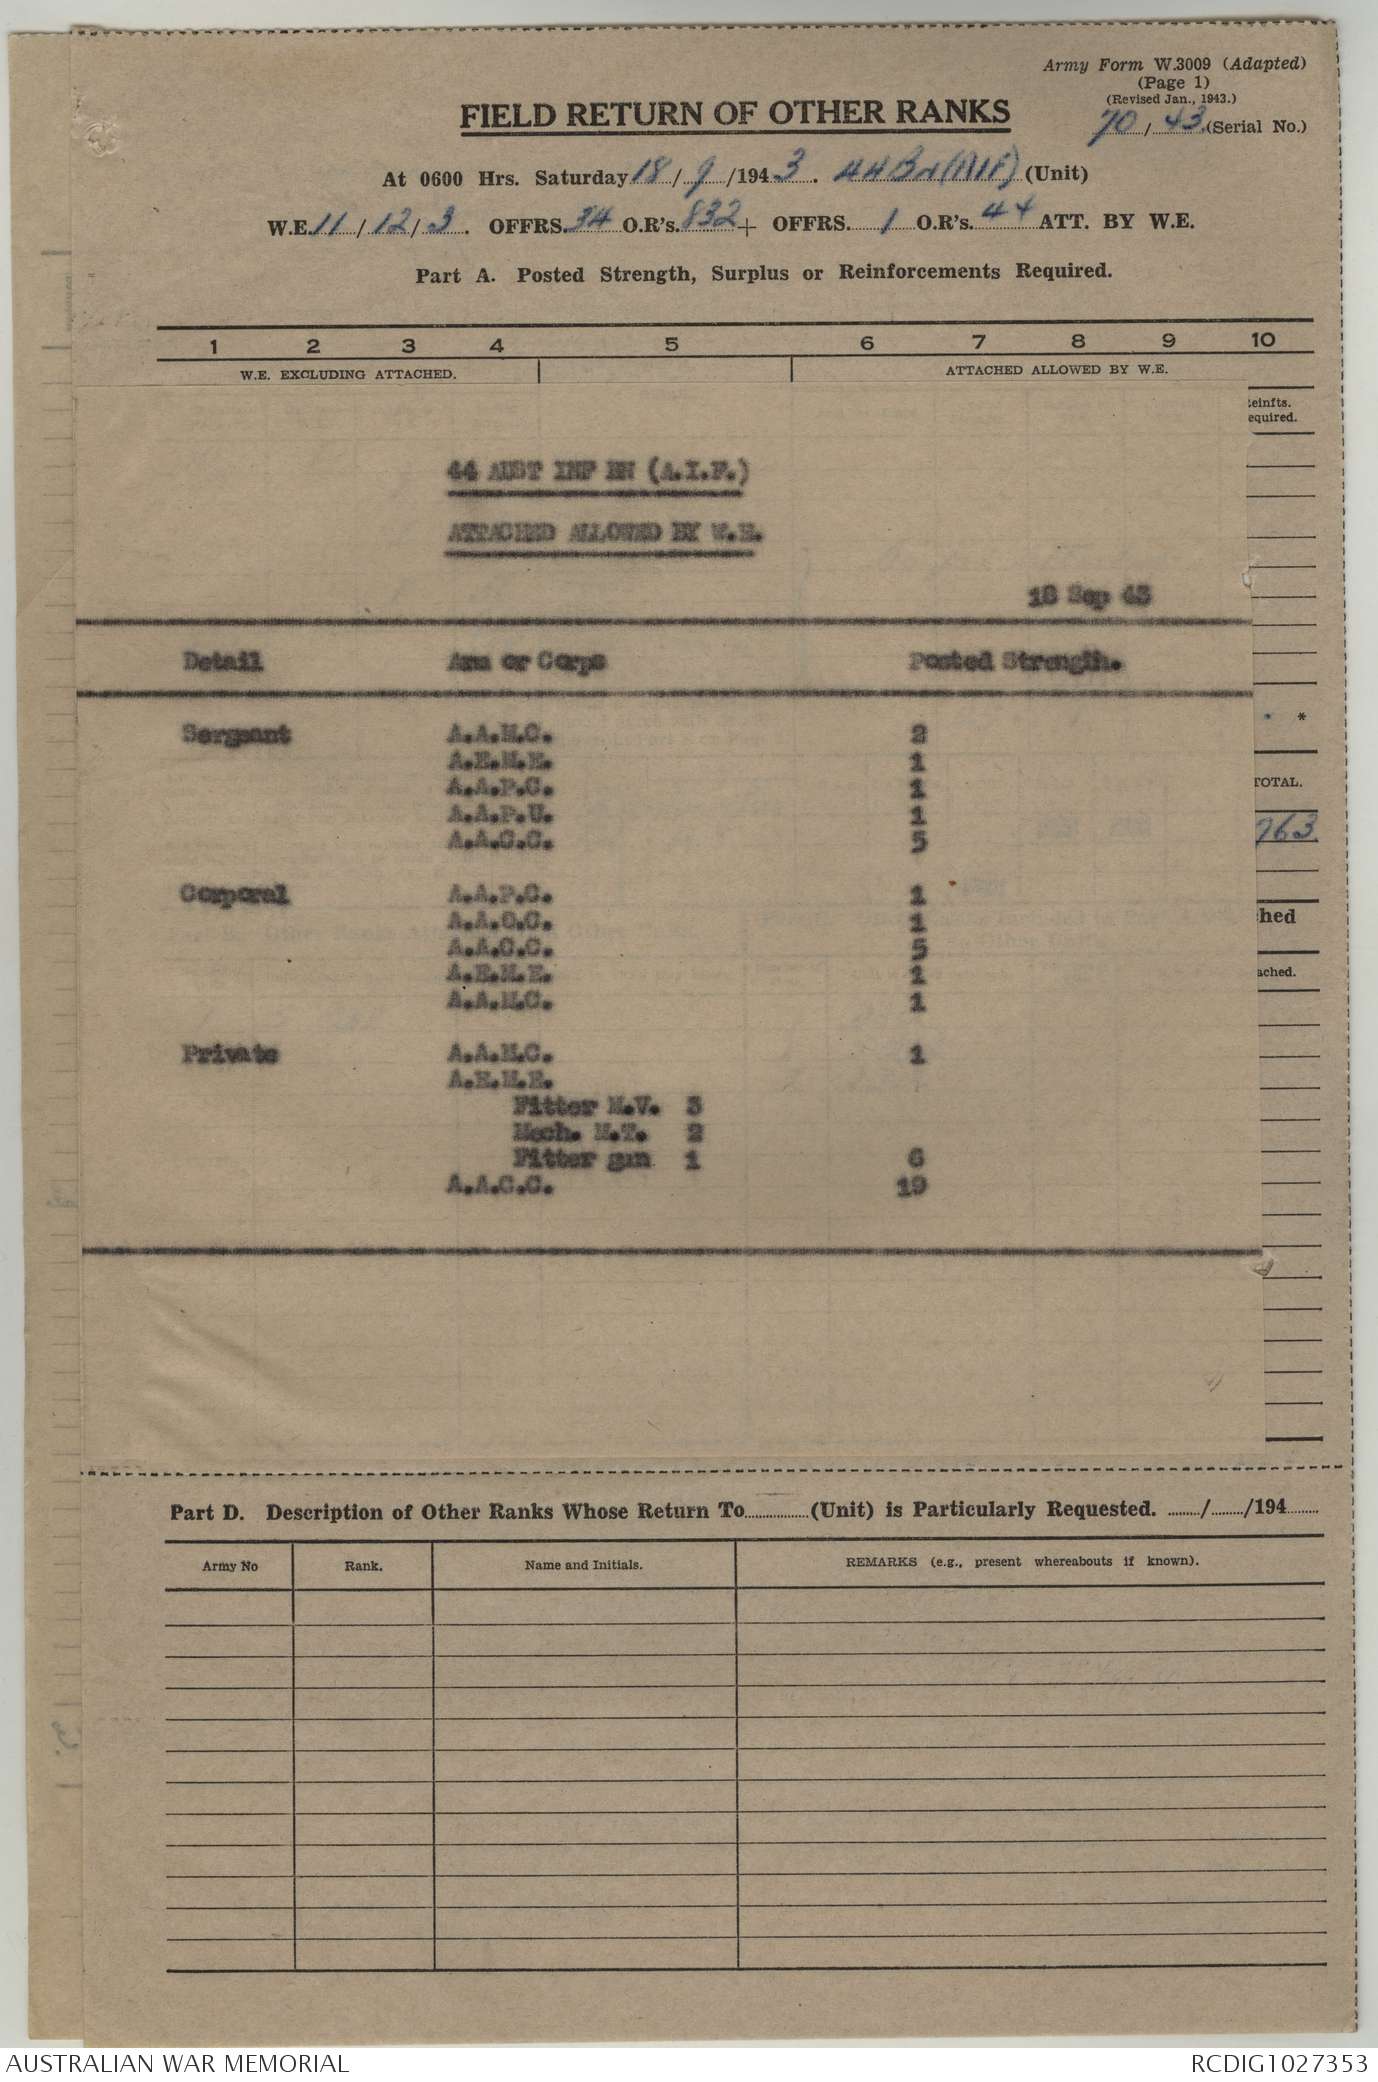 Army Form W.3009 (Adapted)
(Page 1)
(Revised Jan., 1943.)
70/43 (Serial No.)
FIELD RETURN OF OTHER RANKS
At 0600 Hrs. Saturday 18/9/1943. 44 Bn (AIF) (Unit)
W.E. 11/12/3. OFFRS. 34 O.R's. 832 + OFFRS. 1 O.R's. 44 ATT. BY W.E.
Part A. Posted Strength, Surplus or Reinforcements Required.
1 2 3 4 5 6 7 8 9 10
W.E. EXCLUDING ATTACHED. ATTACHED ALLOWED BY W.E.
einfts.
equired.
44 AUST INF BN (A.I.F.)
ATTACHED ALLOWED BY W.E.
18 Sep 43
Detail Arm or Corps Posted Strength.
Sergeant A.A.M.C. 2
A.E.M.E. 1
A.A.P.C. 1
A.A.P.U. 1
A.A.C.C. 5
Corporal A.A.P.C. 1
A.A.O.C. 1
A.A.C.C. 5
A.E.M.E. 1
A.A.M.C. 1
Private A.A.M.C. 1
A.E.M.E.
Fitter M.V. 3
Mech. M.T. 2
Fitter gun 1 6
A.A.C.C. 19
*
TOTAL.
763
hed
ached.
Part D. Description of Other Ranks Whose Return To (Unit) is Particularly Requested. ....../....../194......
Army No Rank. Name and Initials. REMARKS (e.g., present whereabouts if known).
AUSTRALIAN WAR MEMORIAL RCDIG1027353